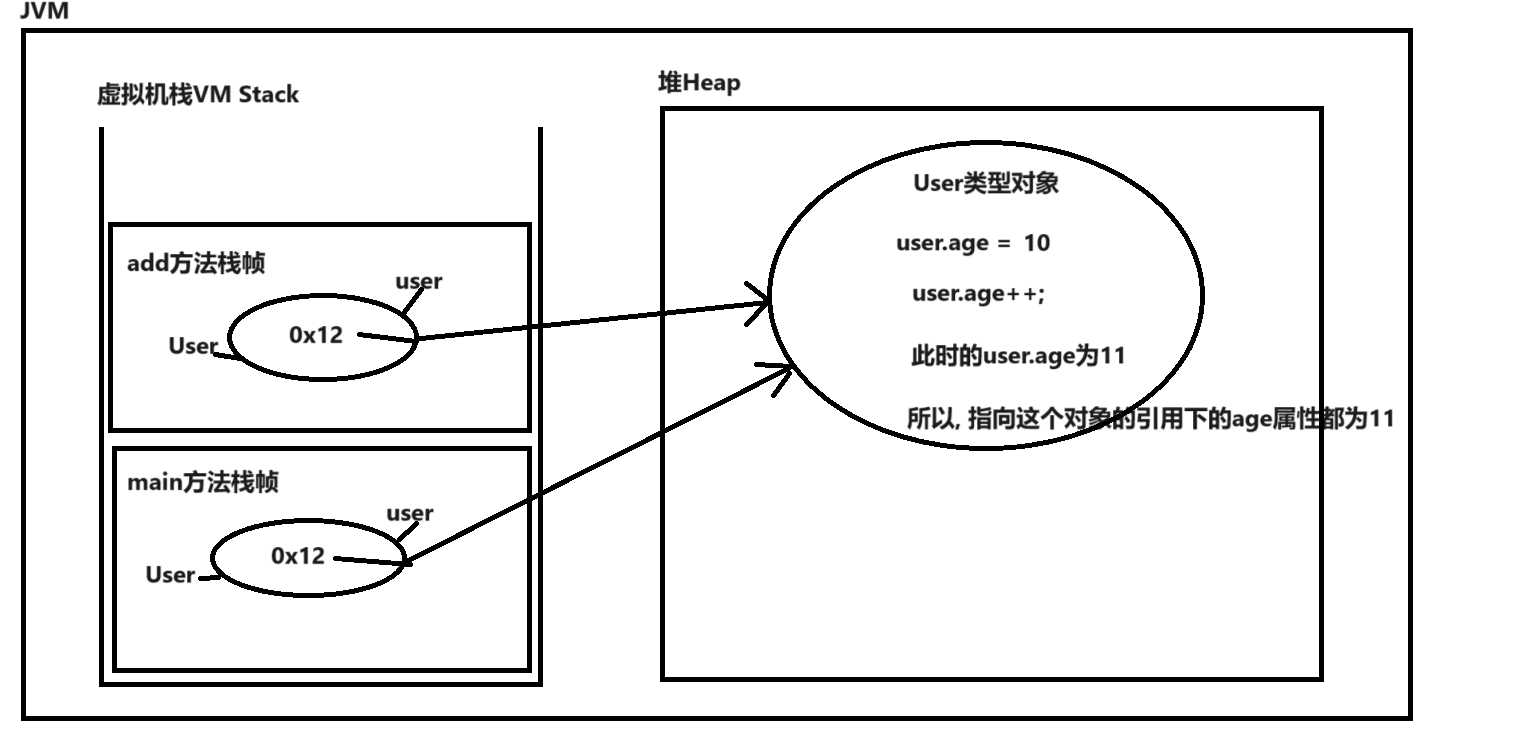 JVM
虚拟机栈VM Stack
堆Heap
add方法栈帧
user
User
0x12
main方法栈帧
user
User
0x12
User类型对象
user.age = 10
user.age++;
此时的user.age为11
所以, 指向这个对象的引用下的age属性都为11